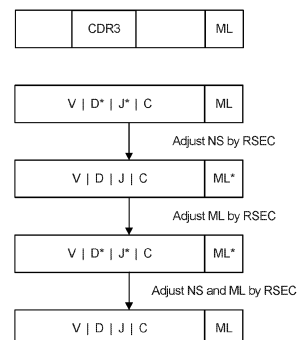 CDR3 ML
V | D* | J* | C ML
Adjust NS by RSEC
V | D | J | C ML*
Adjust ML by RSEC
V | D* | J* | C ML*
Adjust NS and ML by RSEC
V | D | J | C ML